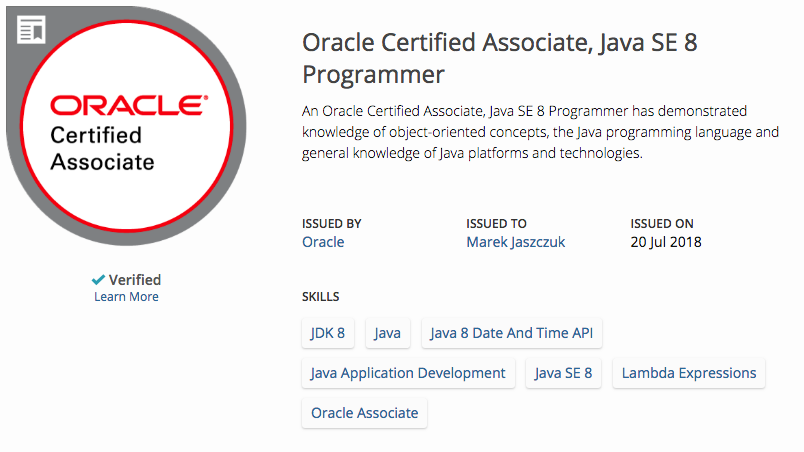 ORACLE®
Certified
Associate
Verified
Learn More
Oracle Certified Associate, Java SE 8
Programmer
An Oracle Certified Associate, Java SE 8 Programmer has demonstrated
knowledge of object-oriented concepts, the Java programming language and
general knowledge of Java platforms and technologies.
ISSUED BY ISSUED TO ISSUED ON
Oracle Marek Jaszczuk 20 Jul 2018
SKILLS
JDK 8 Java Java 8 Date And Time API
Java Application Development Java SE 8 Lambda Expressions
Oracle Associate